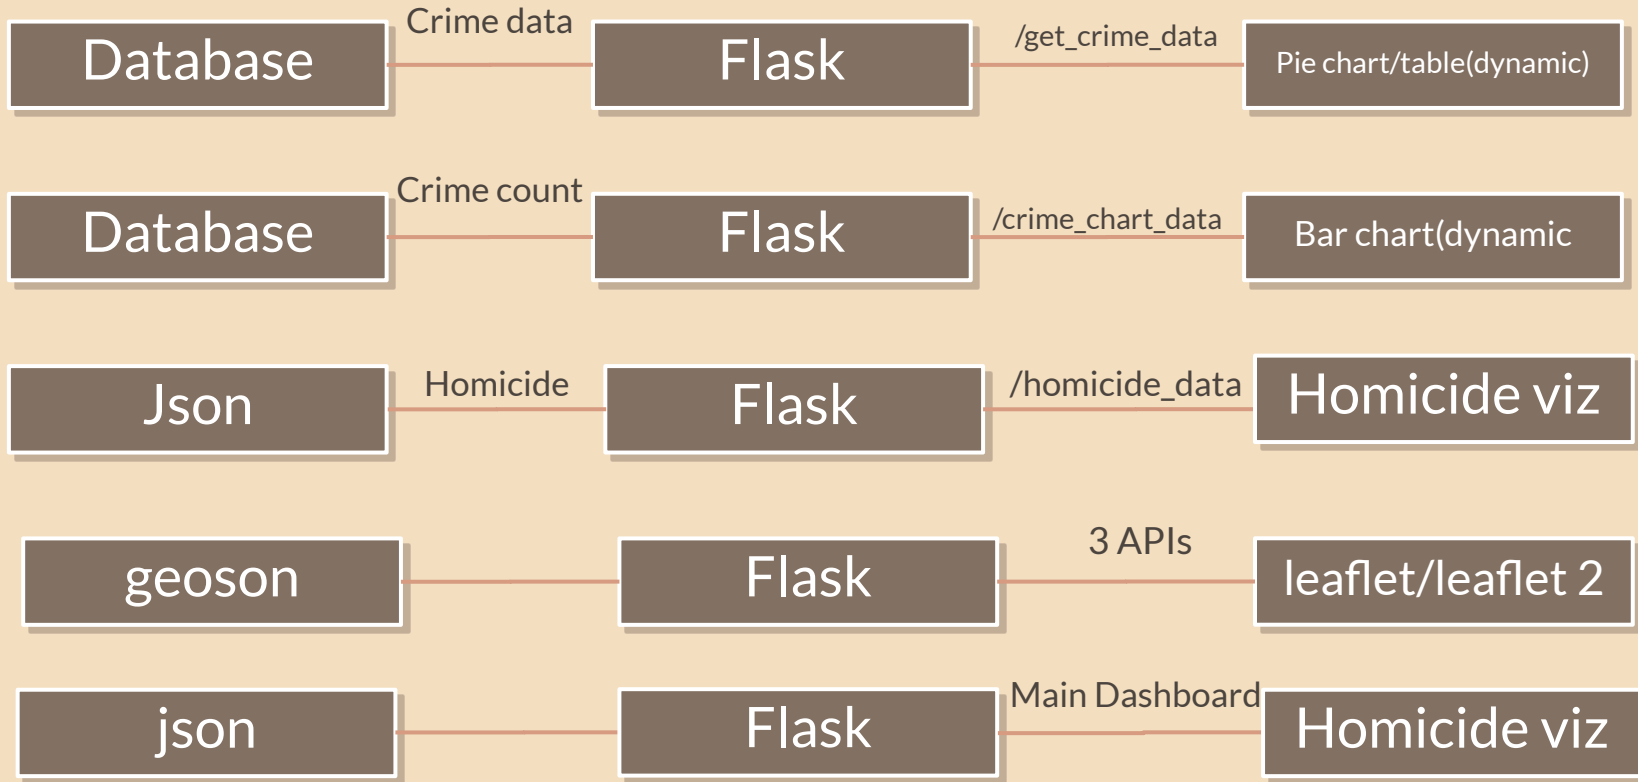 Database
Crime data
Flask
/get_crime_data
Pie chart/table(dynamic)
Database
Crime count
Flask
/crime_chart_data
Bar chart(dynamic
Json
Homicide
Flask
/homicide_data
Homicide viz
geoson
Flask
3 APIs
leaflet/leaflet 2
json
Flask
Main Dashboard
Homicide viz